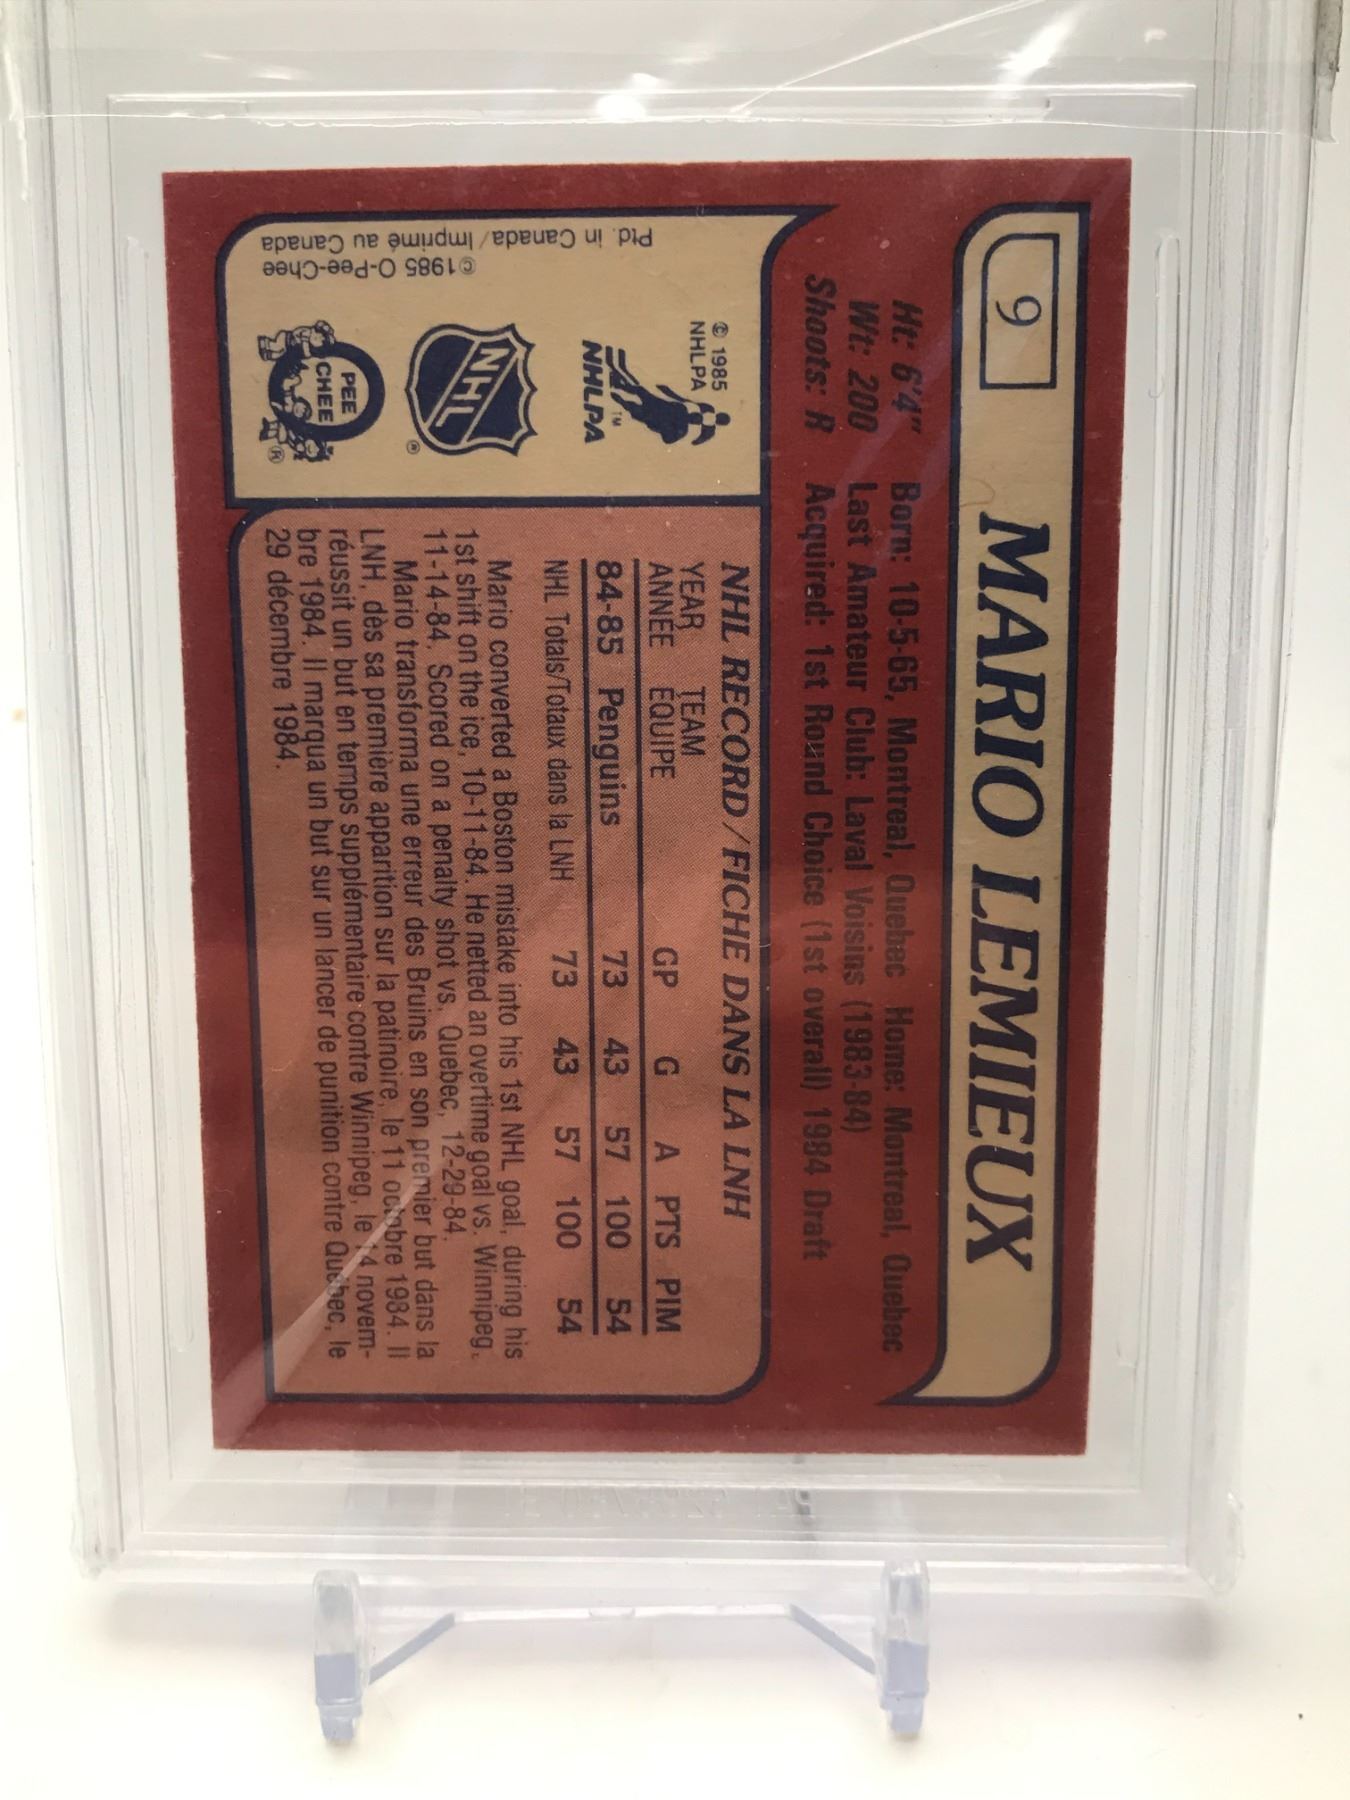 9
MARIO LEMIEUX
Ht: 6'4" Born: 10-5-65, Montreal, Quebec Home: Montreal, Quebec
Wt: 200 Last Amateur Club: Laval Voisins (1983-84)
Shoots: R Acquired: 1st Round Choice (1st overall) 1984 Draft
© 1985
NHLPA
NHLPA
TM
NHL
®
PEE
CHEE
®
©1985 O-Pee-Chee
Ptd. in Canada/Imprimé au Canada
NHL RECORD/FICHE DANS LA LNH
YEAR TEAM
ANNÉE ÉQUIPE GP G A PTS PIM
84-85 Penguins 73 43 57 100 54
NHL Totals/Totaux dans la LNH 73 43 57 100 54
Mario converted a Boston mistake into his 1st NHL goal, during his
1st shift on the ice, 10-11-84. He netted an overtime goal vs. Winnipeg,
11-14-84. Scored on a penalty shot vs. Quebec, 12-29-84.
Mario transforma une erreur des Bruins en son premier but dans la
LNH, dès sa première apparition sur la patinoire, le 11 octobre 1984. Il
réussit un but en temps supplémentaire contre Winnipeg, le 14 novem-
bre 1984. Il marqua un but sur un lancer de punition contre Québec, le
29 décembre 1984.